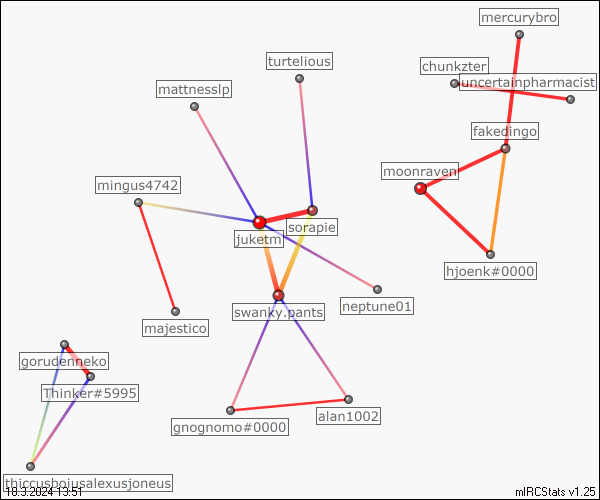 mercurybro
turtelious
chunkzter
mattnesslp
uncertainpharmacist
fakedingo
moonraven
mingus4742
sorapie
juketm
hjoenk#0000
neptune01
swanky.pants
majestico
gorudenneko
Thinker#5995
alan1002
gnognomo#0000
thiccusboiusalexusjoneus
18.3.2024 13:51
mIRCStats v1.25